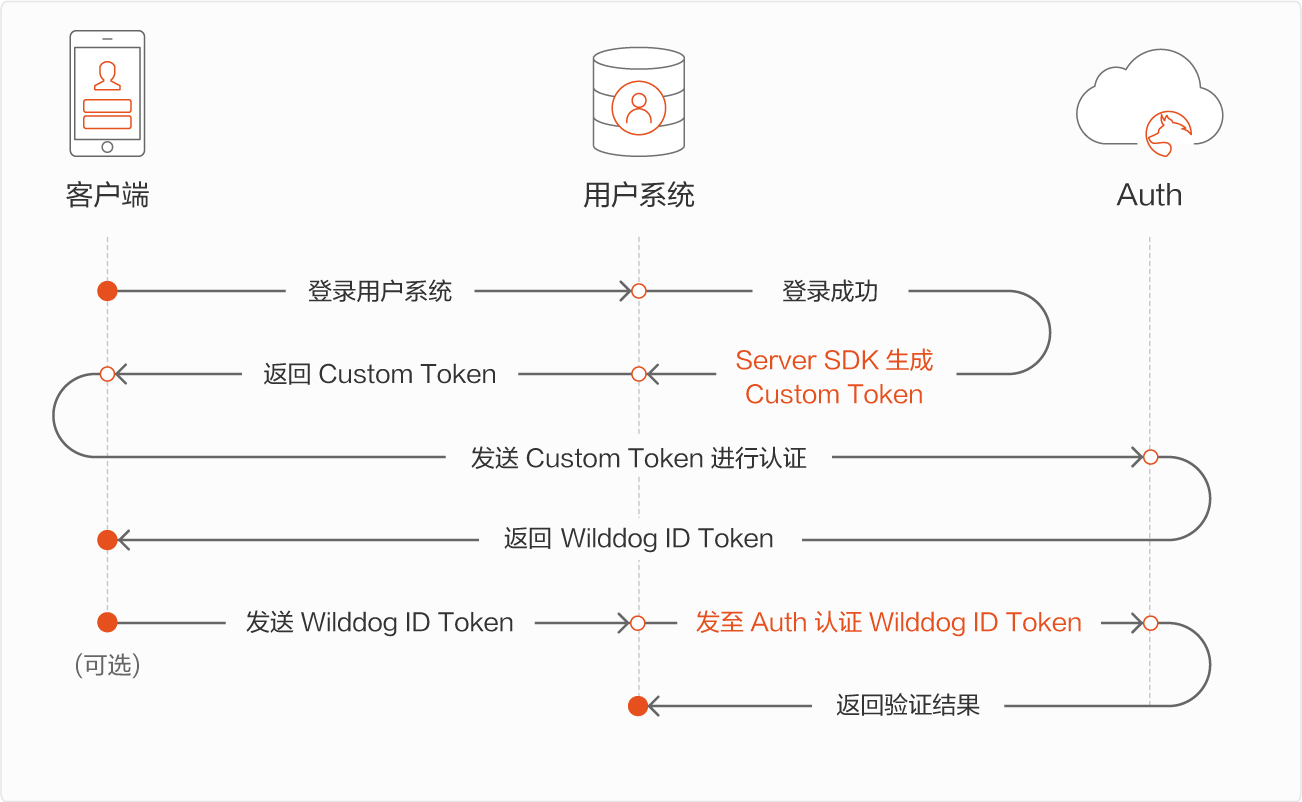 客户端
用户系统
Auth
登录用户系统
登录成功
Server SDK 生成
Custom Token
返回 Custom Token
发送 Custom Token 进行认证
返回 Wilddog ID Token
发送 Wilddog ID Token
发至 Auth 认证 Wilddog ID Token
(可选)
返回验证结果